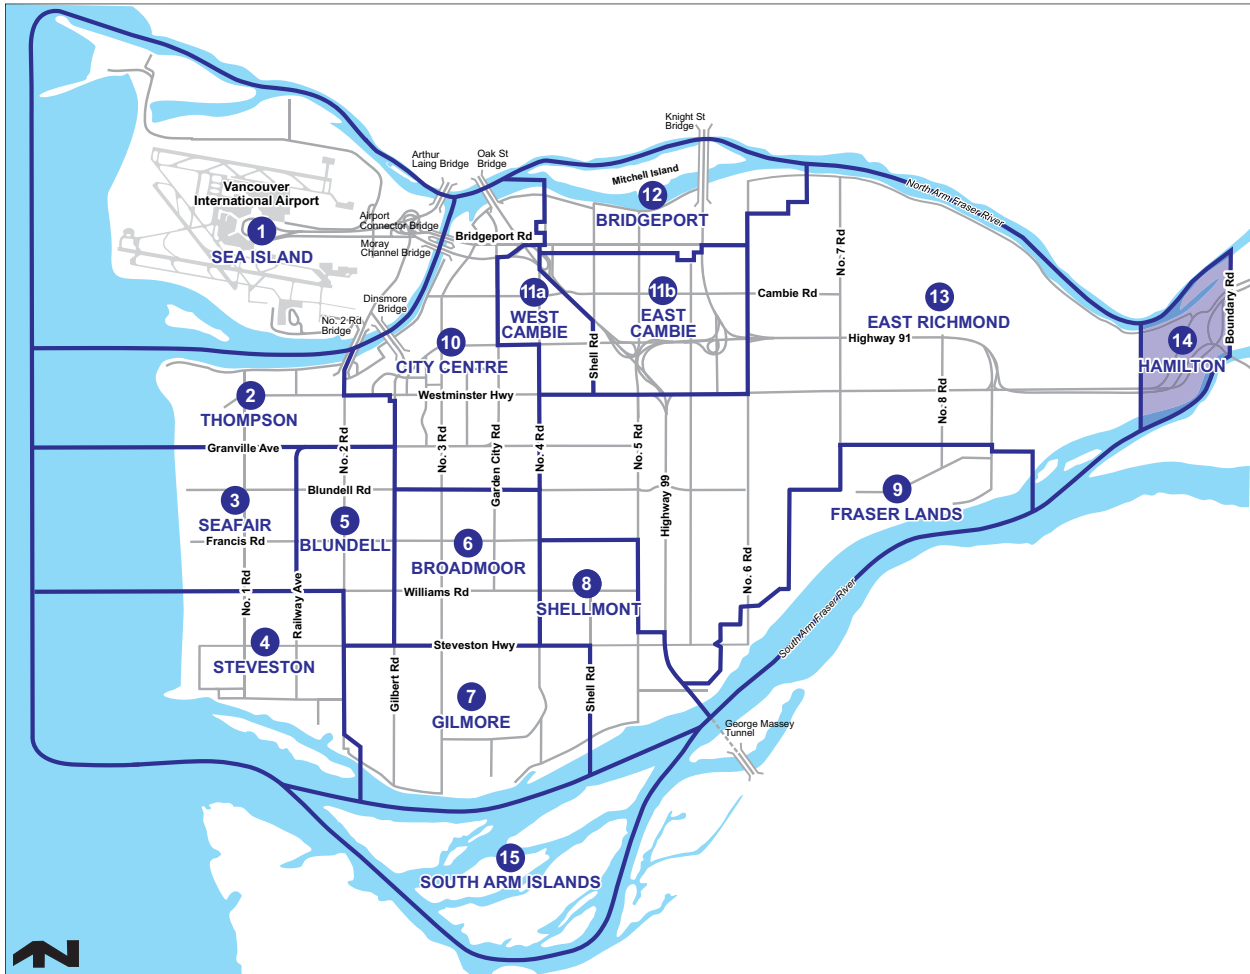 Knight St
Bridge
Arthur
Laing Bridge
Oak St
Bridge
Mitchell Island
12
BRIDGEPORT
North Arm Fraser River
Vancouver
International Airport
1
SEA ISLAND
Airport
Connector Bridge
Moray
Channel Bridge
Bridgeport Rd
No. 7 Rd
Boundary Rd
Dinsmore
Bridge
No. 2 Rd
Bridge
11a
WEST
CAMBIE
11b
EAST
CAMBIE
Cambie Rd
13
EAST RICHMOND
Highway 91
14
HAMILTON
10
CITY CENTRE
Shell Rd
2
THOMPSON
Westminster Hwy
No. 8 Rd
Granville Ave
No. 2 Rd
No. 3 Rd
Garden City Rd
No. 4 Rd
No. 5 Rd
Highway 99
3
SEAFAIR
Blundell Rd
5
BLUNDELL
Francis Rd
9
FRASER LANDS
6
BROADMOOR
No. 6 Rd
No. 1 Rd
Railway Ave
Williams Rd
8
SHELLMONT
South Arm Fraser River
4
STEVESTON
Steveston Hwy
Gilbert Rd
7
GILMORE
Shell Rd
George Massey
Tunnel
15
SOUTH ARM ISLANDS
N